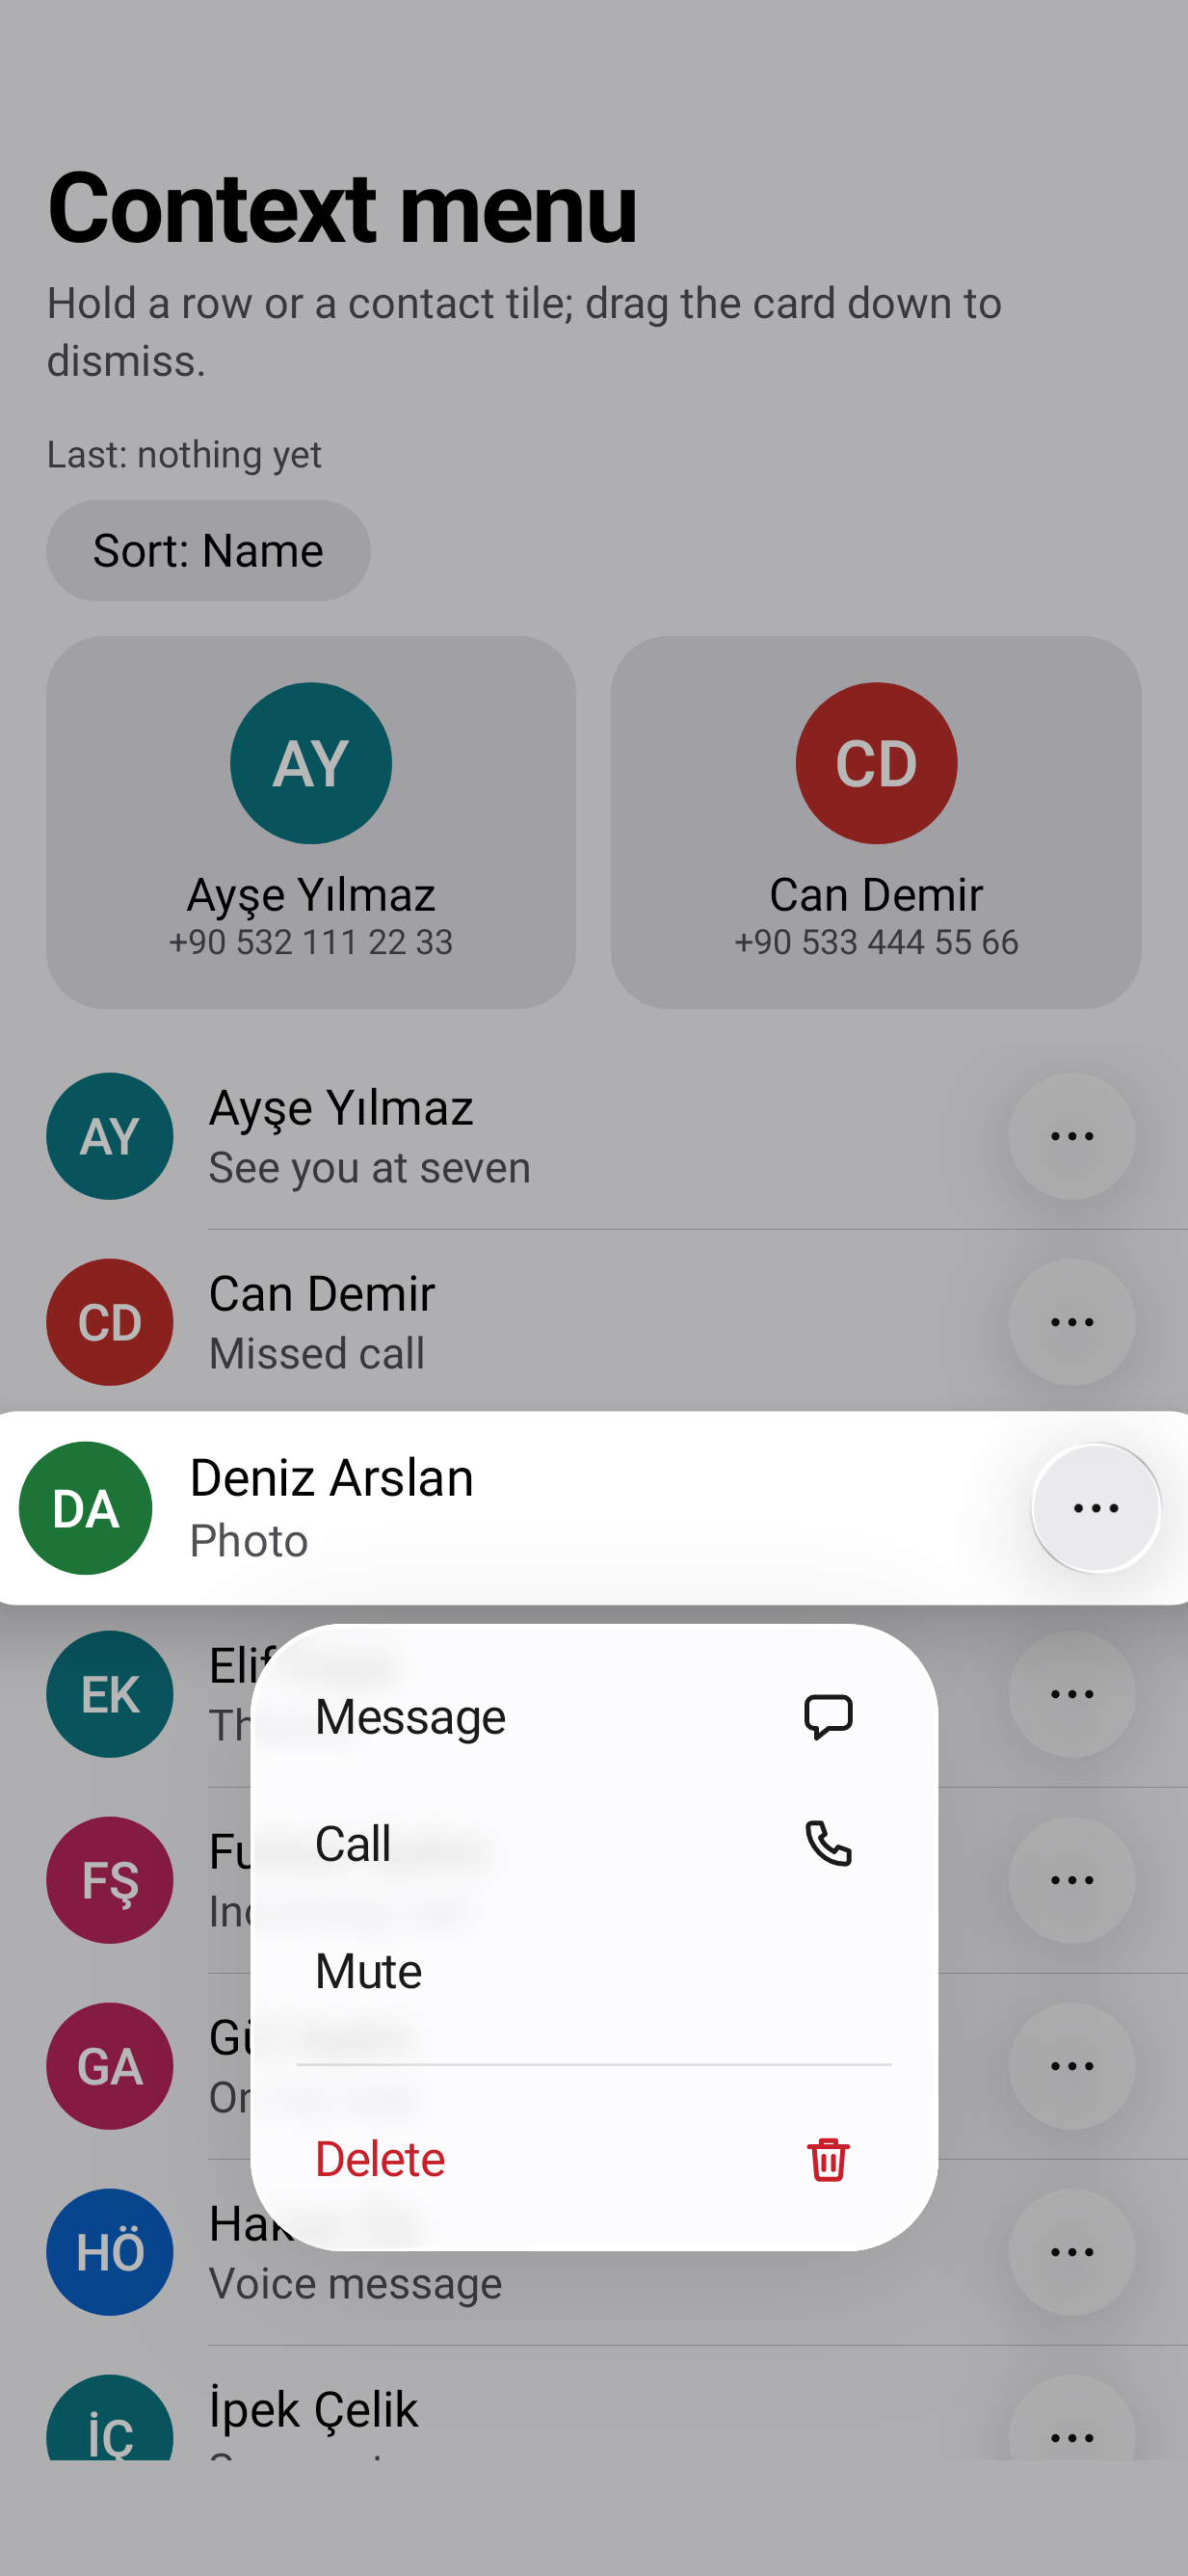 Context menu
Hold a row or a contact tile; drag the card down to
dismiss.
Last: nothing yet
Sort: Name
AY
CD
Ayşe Yılmaz
Can Demir
+90 532 111 22 33
+90 533 444 55 66
AY
Ayşe Yılmaz
See you at seven
CD
Can Demir
Missed call
DA
Deniz Arslan
Photo
EK
Elif
Message
FŞ
Call
Mute
GA
Delete
HÖ
Voice message
İÇ
İpek Çelik